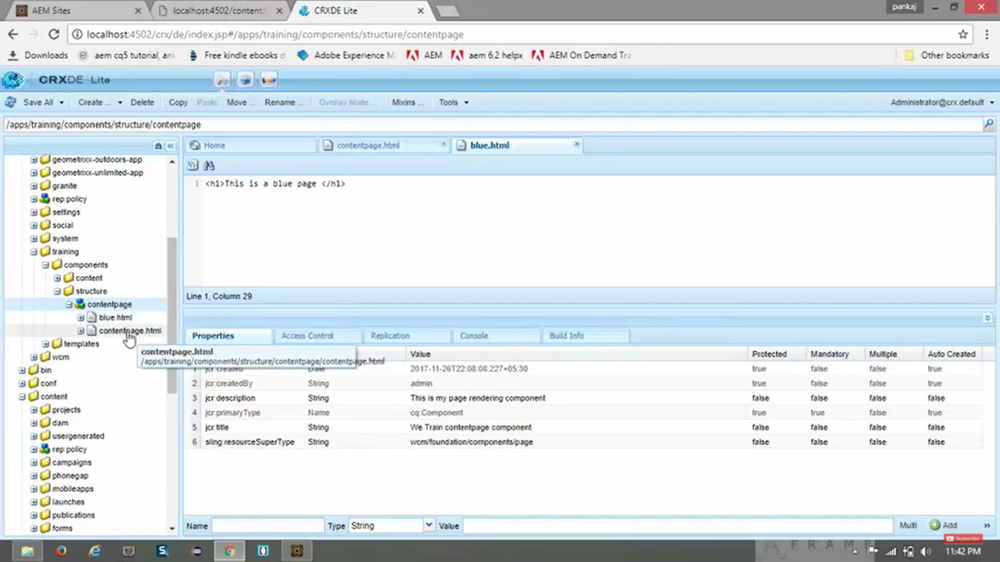 AEM Sites
localhost:4502/content/
CRXDE Lite
pankaj
localhost:4502/crx/de/index.jsp#/apps/training/components/structure/contentpage
Downloads
aem cq5 tutorial, an
Free kindle ebooks
Adobe Experience M
AEM
aem 6.2 helpx
AEM On Demand Tra
Other bookmarks
CRXDE Lite
Save All
Create ...
Delete
Copy
Paste
Move ...
Rename ...
Overlay Node ...
Mixins ...
Tools
Administrator@crx.default
/apps/training/components/structure/contentpage
Home
contentpage.html
blue.html
geometrixx-outdoors-app
geometrixx-unlimited-app
granite
rep:policy
settings
social
system
training
components
content
structure
contentpage
blue.html
contentpage.html
templates
wcm
bin
conf
content
projects
dam
usergenerated
rep:policy
campaigns
phonegap
mobileapps
launches
publications
forms
1 <h1>This is a blue page </h1>
Line 1, Column 29
Properties
Access Control
Replication
Console
Build Info
contentpage.html
/apps/training/components/structure/contentpage/contentpage.html
Value Protected Mandatory Multiple Auto Created
1 jcr:created Date 2017-11-26T22:08:08.227+05:30 true false false true
2 jcr:createdBy String admin true false false true
3 jcr:description String This is my page rendering component false false false false
4 jcr:primaryType Name cq:Component true true false true
5 jcr:title String We.Train contentpage component false false false false
6 sling:resourceSuperType String wcm/foundation/components/page false false false false
Name
Type
String
Value
Multi
Add
Subscribe
A FRAME
11:42 PM